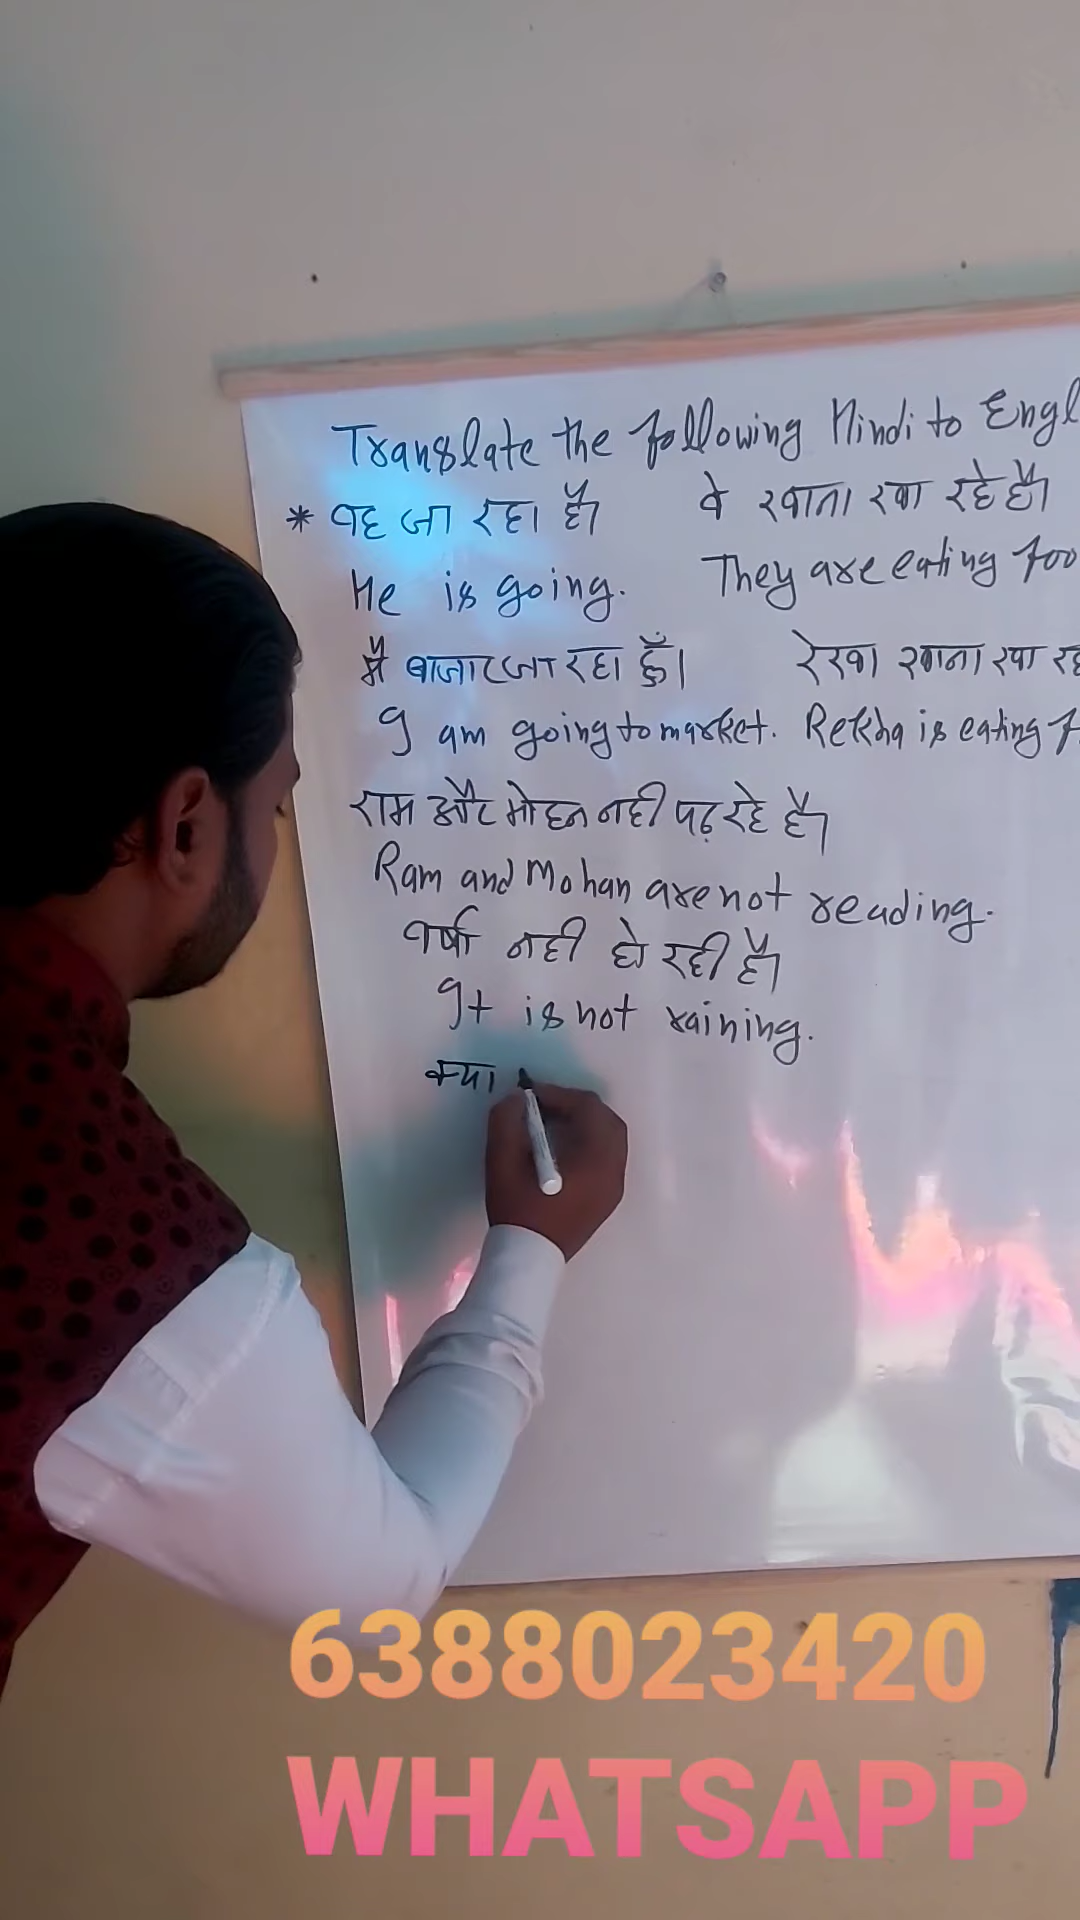 Translate the following Hindi to Engl
* वह जा रहा है। वे खाना खा रहे है।
He is going. They are eating foo
मैं बाजार जा रहा हूँ। रेखा खाना खा रह
I am going to market. Rekha is eating f
राम और मोहन नही पढ़ रहे है।
Ram and Mohan are not reading.
वर्षा नही हो रही है।
It is not raining.
क्या
6388023420
WHATSAPP